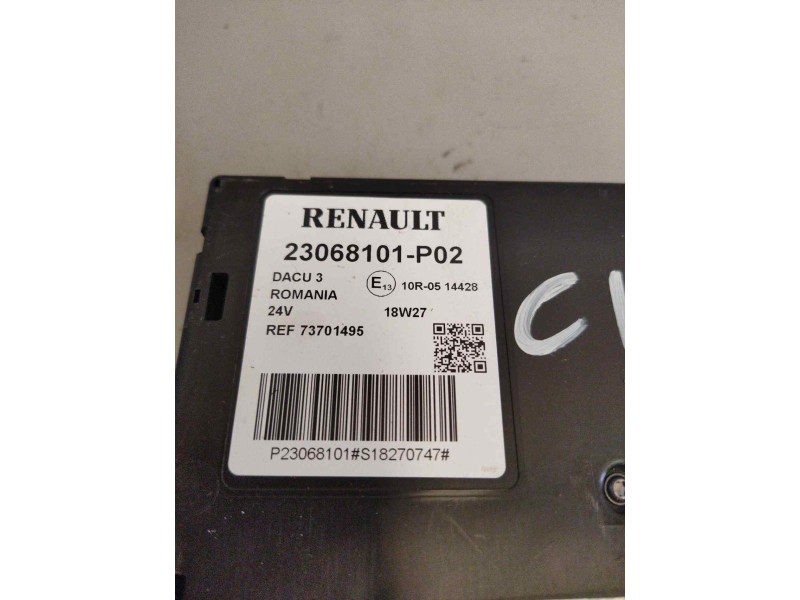 RENAULT
23068101-P02
DACU 3
E13 10R-05 14428
ROMANIA
24V 18W27
REF 73701495
P23068101#S18270747#